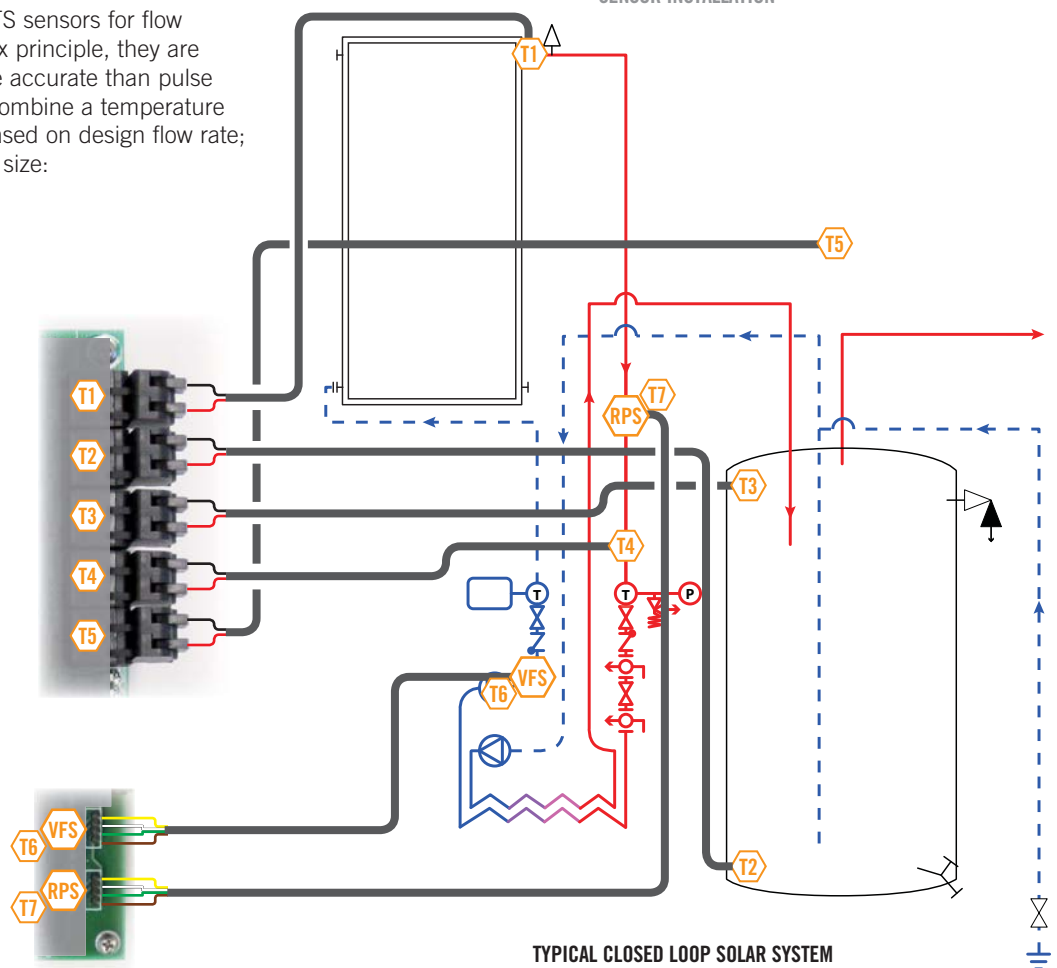 TS sensors for flow
x principle, they are
e accurate than pulse
ombine a temperature
ased on design flow rate;
size:
T1
T5
T1
T7
RPS
T2
T3
T3
T4
T4
T T P
T5
VFS
T6
VFS
T6
T2
RPS
T7
TYPICAL CLOSED LOOP SOLAR SYSTEM